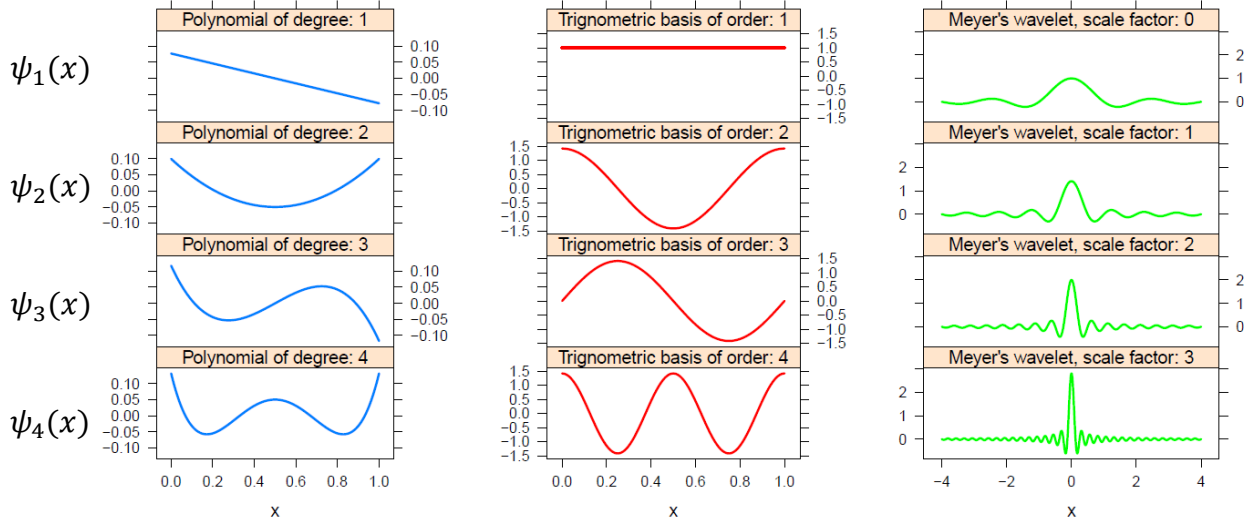 Polynomial of degree: 1
Trignometric basis of order: 1
Meyer's wavelet, scale factor: 0
ψ₁(x)
0.10
0.05
0.00
−0.05
−0.10
1.5
1.0
0.5
0.0
−0.5
−1.0
−1.5
2
1
0
Polynomial of degree: 2
Trignometric basis of order: 2
Meyer's wavelet, scale factor: 1
ψ₂(x)
0.10
0.05
0.00
−0.05
−0.10
1.5
1.0
0.5
0.0
−0.5
−1.0
−1.5
2
1
0
Polynomial of degree: 3
Trignometric basis of order: 3
Meyer's wavelet, scale factor: 2
ψ₃(x)
0.10
0.05
0.00
−0.05
−0.10
1.5
1.0
0.5
0.0
−0.5
−1.0
−1.5
2
1
0
Polynomial of degree: 4
Trignometric basis of order: 4
Meyer's wavelet, scale factor: 3
ψ₄(x)
0.10
0.05
0.00
−0.05
−0.10
1.5
1.0
0.5
0.0
−0.5
−1.0
−1.5
2
1
0
0.0 0.2 0.4 0.6 0.8 1.0
0.0 0.2 0.4 0.6 0.8 1.0
−4 −2 0 2 4
x
x
x